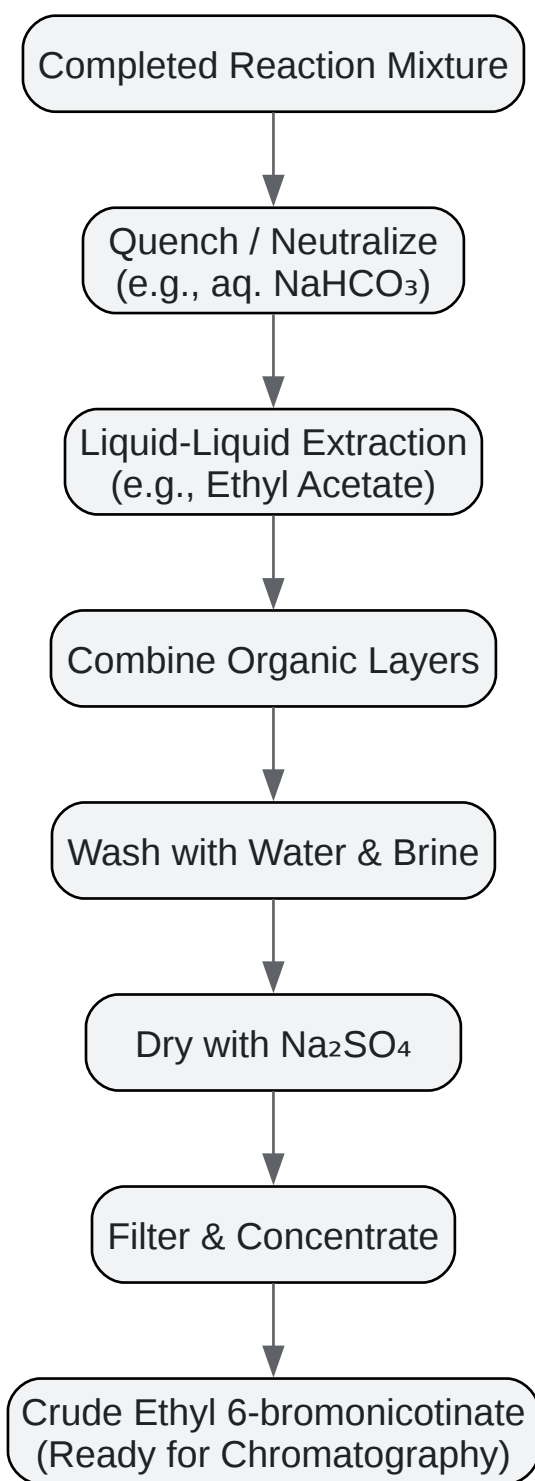 Completed Reaction Mixture
Quench / Neutralize
(e.g., aq. NaHCO₃)
Liquid-Liquid Extraction
(e.g., Ethyl Acetate)
Combine Organic Layers
Wash with Water & Brine
Dry with Na₂SO₄
Filter & Concentrate
Crude Ethyl 6-bromonicotinate
(Ready for Chromatography)